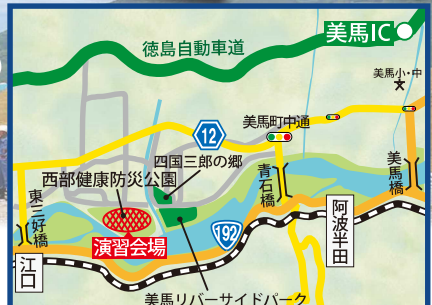 美馬IC
徳島自動車道
美馬小・中
美馬町中通
12
四国三郎の郷
西部健康防災公園
青石橋
美馬橋
東三好橋
演習会場
192
阿波半田
江口
美馬リバーサイドパーク